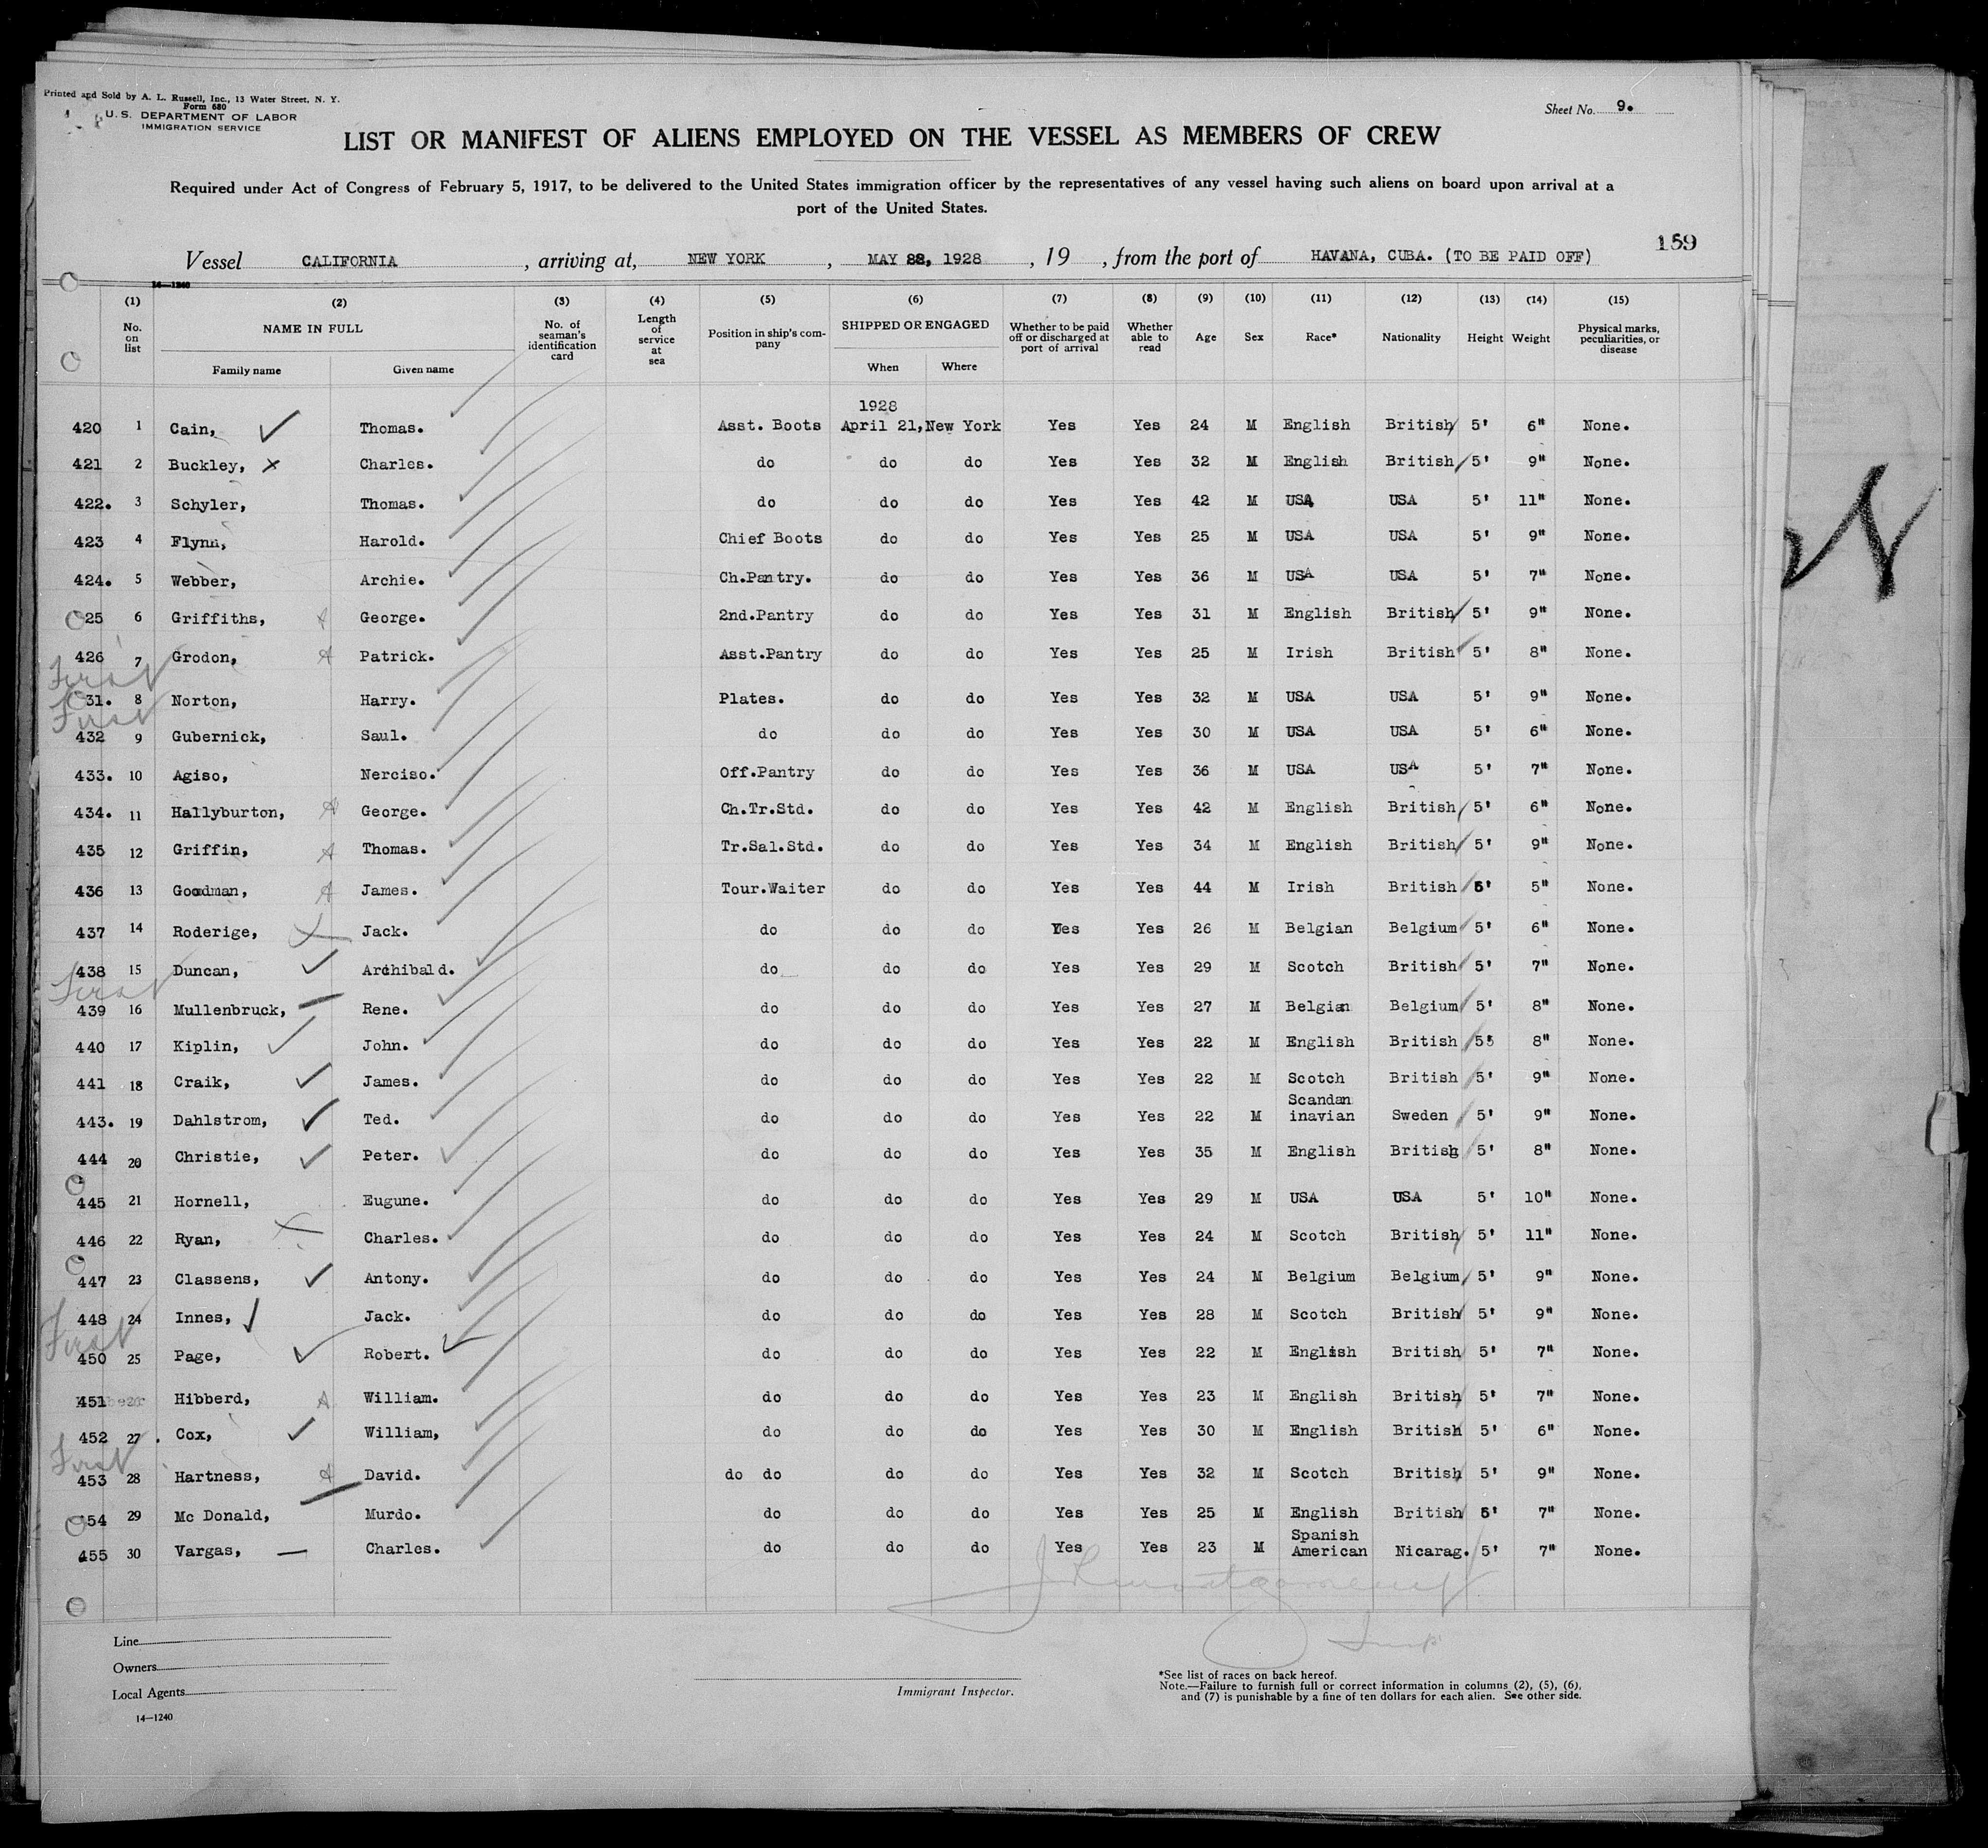 Printed and Sold by A. L. Russell, Inc., 13 Water Street, N. Y.
Form 680
U. S. DEPARTMENT OF LABOR
IMMIGRATION SERVICE
Sheet No. 9.
LIST OR MANIFEST OF ALIENS EMPLOYED ON THE VESSEL AS MEMBERS OF CREW
Required under Act of Congress of February 5, 1917, to be delivered to the United States immigration officer by the representatives of any vessel having such aliens on board upon arrival at a
port of the United States.
159
Vessel CALIFORNIA, arriving at, NEW YORK, MAY 28, 1928, 19 , from the port of HAVANA, CUBA. (TO BE PAID OFF)
14—1240
(1) (2) (3) (4) (5) (6) (7) (8) (9) (10) (11) (12) (13) (14) (15)
No. on list NAME IN FULL Family name Given name No. of seaman's identification card Length of service at sea Position in ship's company SHIPPED OR ENGAGED When Where Whether to be paid off or discharged at port of arrival Whether able to read Age Sex Race* Nationality Height Weight Physical marks, peculiarities, or disease
1928
420 1 Cain, Thomas. Asst. Boots April 21, New York Yes Yes 24 M English British 5' 6" None.
421 2 Buckley, Charles. do do do Yes Yes 32 M English British 5' 9" None.
422. 3 Schyler, Thomas. do do do Yes Yes 42 M USA USA 5' 11" None.
423 4 Flynn, Harold. Chief Boots do do Yes Yes 25 M USA USA 5' 9" None.
424. 5 Webber, Archie. Ch.Pantry. do do Yes Yes 36 M USA USA 5' 7" None.
25 6 Griffiths, A George. 2nd.Pantry do do Yes Yes 31 M English British 5' 9" None.
426 7 Grodon, A Patrick. Asst.Pantry do do Yes Yes 25 M Irish British 5' 8" None.
First
31. 8 Norton, Harry. Plates. do do Yes Yes 32 M USA USA 5' 9" None.
First
432 9 Gubernick, Saul. do do do Yes Yes 30 M USA USA 5' 6" None.
433. 10 Agiso, Nerciso. Off.Pantry do do Yes Yes 36 M USA USA 5' 7" None.
434. 11 Hallyburton, A George. Ch.Tr.Std. do do Yes Yes 42 M English British 5' 6" None.
435 12 Griffin, A Thomas. Tr.Sal.Std. do do Yes Yes 34 M English British 5' 9" None.
436 13 Goodman, A James. Tour.Waiter do do Yes Yes 44 M Irish British 5' 5" None.
437 14 Roderige, Jack. do do do Yes Yes 26 M Belgian Belgium 5' 6" None.
438 15 Duncan, Archibald. do do do Yes Yes 29 M Scotch British 5' 7" None.
First
439 16 Mullenbruck, Rene. do do do Yes Yes 27 M Belgian Belgium 5' 8" None.
440 17 Kiplin, John. do do do Yes Yes 22 M English British 5' 8" None.
441 18 Craik, James. do do do Yes Yes 22 M Scotch British 5' 9" None.
443. 19 Dahlstrom, Ted. do do do Yes Yes 22 M Scandan inavian Sweden 5' 9" None.
444 20 Christie, Peter. do do do Yes Yes 35 M English British 5' 8" None.
445 21 Hornell, Eugune. do do do Yes Yes 29 M USA USA 5' 10" None.
446 22 Ryan, Charles. do do do Yes Yes 24 M Scotch British 5' 11" None.
447 23 Classens, Antony. do do do Yes Yes 24 M Belgium Belgium 5' 9" None.
448 24 Innes, Jack. do do do Yes Yes 28 M Scotch British 5' 9" None.
First
450 25 Page, Robert. do do do Yes Yes 22 M English British 5' 7" None.
451 Hibberd, A William. do do do Yes Yes 23 M English British 5' 7" None.
452 27 Cox, William, do do do Yes Yes 30 M English British 5' 6" None.
First
453 28 Hartness, A David. do do do do Yes Yes 32 M Scotch British 5' 9" None.
54 29 Mc Donald, Murdo. do do do Yes Yes 25 M English British 5' 7" None.
455 30 Vargas, Charles. do do do Yes Yes 23 M Spanish American Nicarag. 5' 7" None.
Line
Owners
Local Agents
14—1240
Immigrant Inspector.
*See list of races on back hereof.
Note.—Failure to furnish full or correct information in columns (2), (5), (6),
and (7) is punishable by a fine of ten dollars for each alien. See other side.